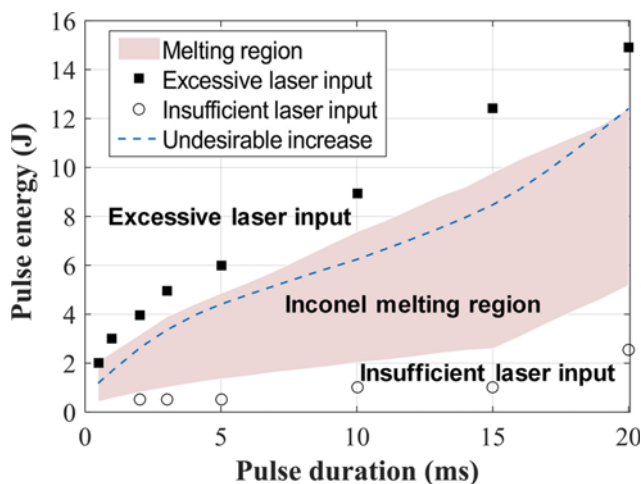 16
14
12
10
8
6
4
2
0
Pulse energy (J)
Melting region
Excessive laser input
Insufficient laser input
Undesirable increase
Excessive laser input
Inconel melting region
Insufficient laser input
0 5 10 15 20
Pulse duration (ms)